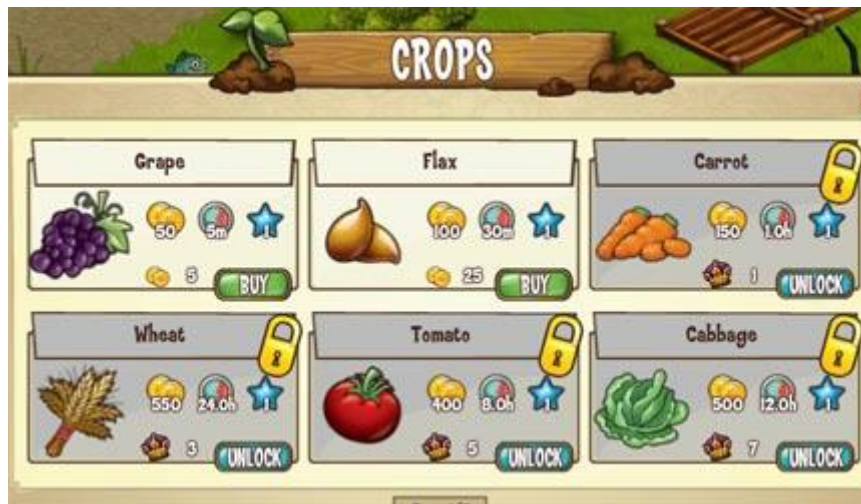 CROPS
Grape
50 5m 1
5 BUY
Flax
100 30m 1
25 BUY
Carrot
150 1.0h 1
1 UNLOCK
Wheat
550 24.0h 1
3 UNLOCK
Tomato
400 8.0h 1
5 UNLOCK
Cabbage
500 12.0h 1
7 UNLOCK